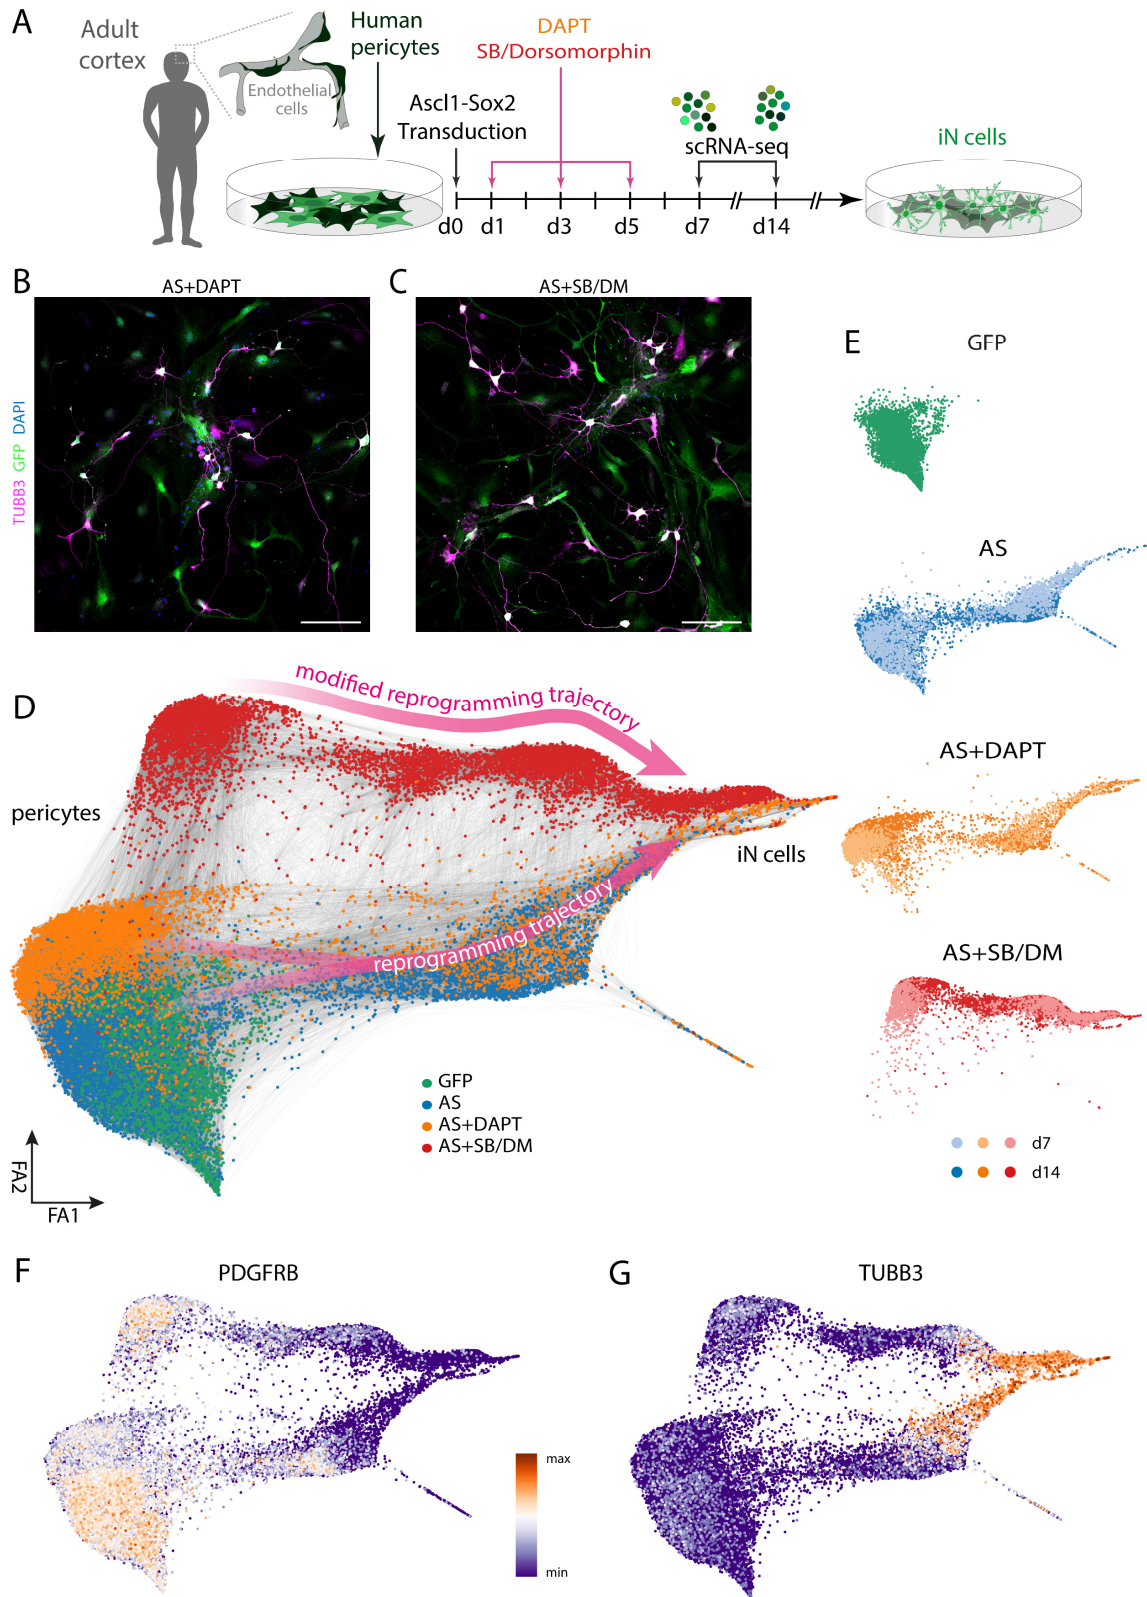 A
Adult
cortex
Endothelial
cells
Human
pericytes
Ascl1-Sox2
Transduction
DAPT
SB/Dorsomorphin
scRNA-seq
iN cells
d0
d1
d3
d5
d7
d14
B
AS+DAPT
TUBB3 GFP DAPI
C
AS+SB/DM
E
GFP
AS
AS+DAPT
AS+SB/DM
d7
d14
D
modified reprogramming trajectory
pericytes
iN cells
reprogramming trajectory
GFP
AS
AS+DAPT
AS+SB/DM
FA2
FA1
F
PDGFRB
max
min
G
TUBB3